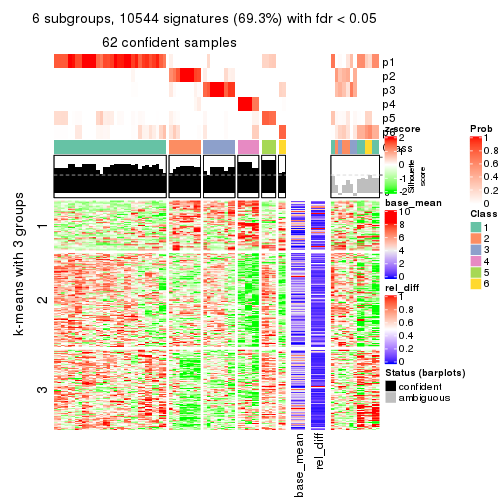 6 subgroups, 10544 signatures (69.3%) with fdr < 0.05
62 confident samples
p1
p2
p3
p4
p5
p6
Class
k-means with 3 groups
1
2
3
base_mean
rel_diff
z-score
2
1
0
-2
Silhouette
score
base_mean
10
8
6
4
2
0
rel_diff
1
0.8
0.6
0.4
0.2
0
Status (barplots)
confident
ambiguous
Prob
1
0.8
0.6
0.4
0.2
0
Class
1
2
3
4
5
6